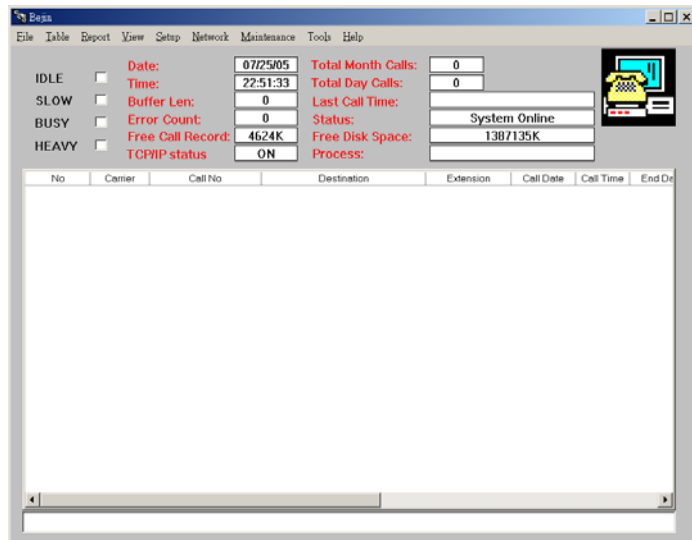 Bejin
File Table Report View Setup Network Maintenance Tools Help
IDLE
SLOW
BUSY
HEAVY
Date: 07/25/05
Time: 22:51:33
Buffer Len: 0
Error Count: 0
Free Call Record: 4624K
TCP/IP status ON
Total Month Calls: 0
Total Day Calls: 0
Last Call Time:
Status: System Online
Free Disk Space: 1387135K
Process:
No Carrier Call No Destination Extension Call Date Call Time End Da